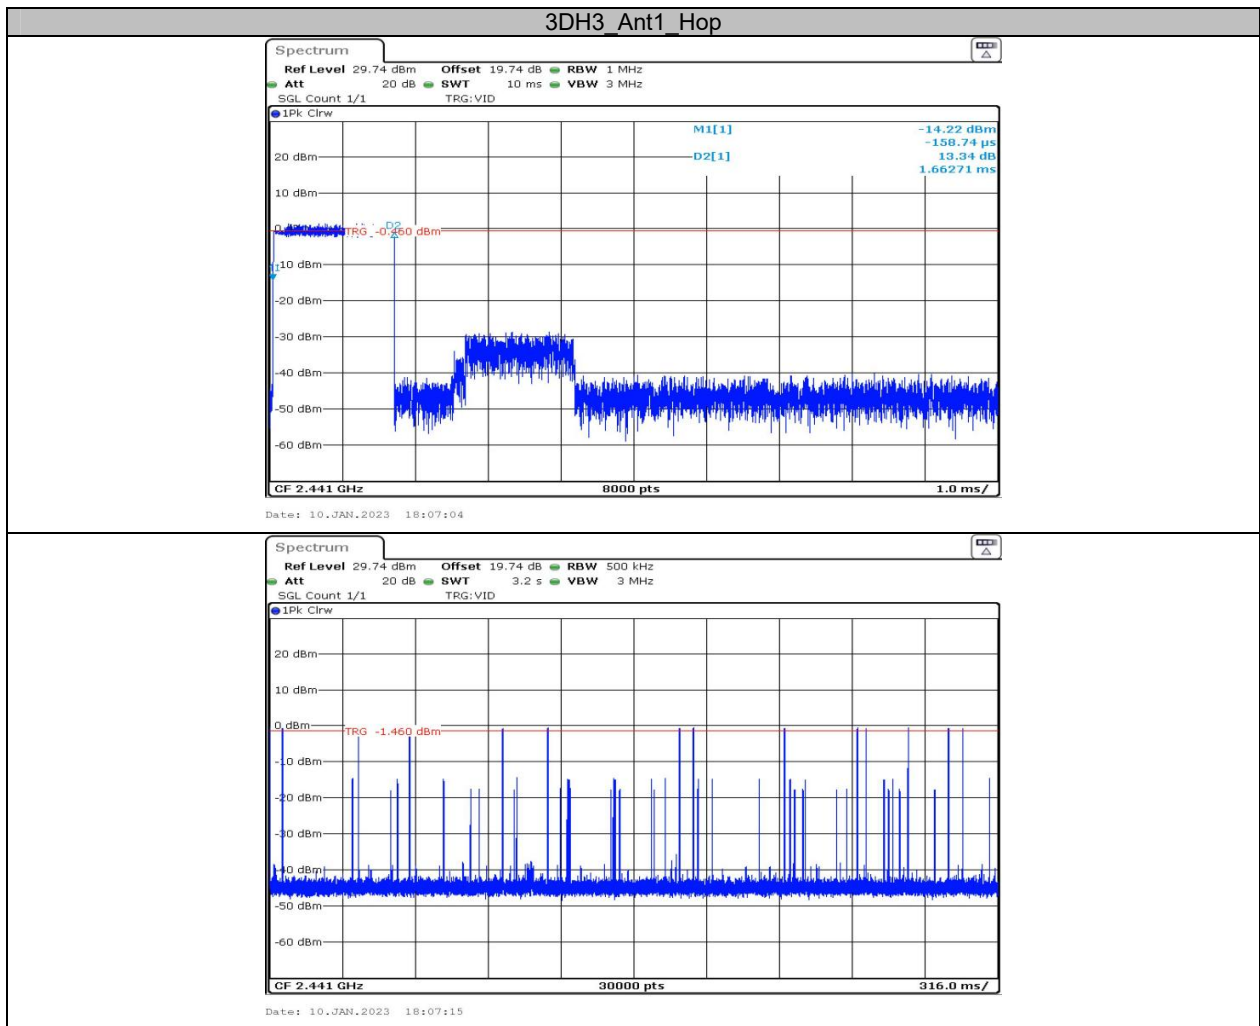 3DH3_Ant1_Hop
Spectrum
Ref Level 29.74 dBm Offset 19.74 dB RBW 1 MHz
Att 20 dB SWT 10 ms VBW 3 MHz
SGL Count 1/1 TRG:VID
1Pk Clrw
M1[1] -14.22 dBm
-158.74 µs
20 dBm D2[1] 13.34 dB
1.66271 ms
10 dBm
D2
TRG -0.460 dBm
-10 dBm
-20 dBm
-30 dBm
-40 dBm
-50 dBm
-60 dBm
CF 2.441 GHz 8000 pts 1.0 ms/
Date: 10.JAN.2023 18:07:04
Spectrum
Ref Level 29.74 dBm Offset 19.74 dB RBW 500 kHz
Att 20 dB SWT 3.2 s VBW 3 MHz
SGL Count 1/1 TRG:VID
1Pk Clrw
20 dBm
10 dBm
0 dBm
TRG -1.460 dBm
-10 dBm
-20 dBm
-30 dBm
-40 dBm
-50 dBm
-60 dBm
CF 2.441 GHz 30000 pts 316.0 ms/
Date: 10.JAN.2023 18:07:15